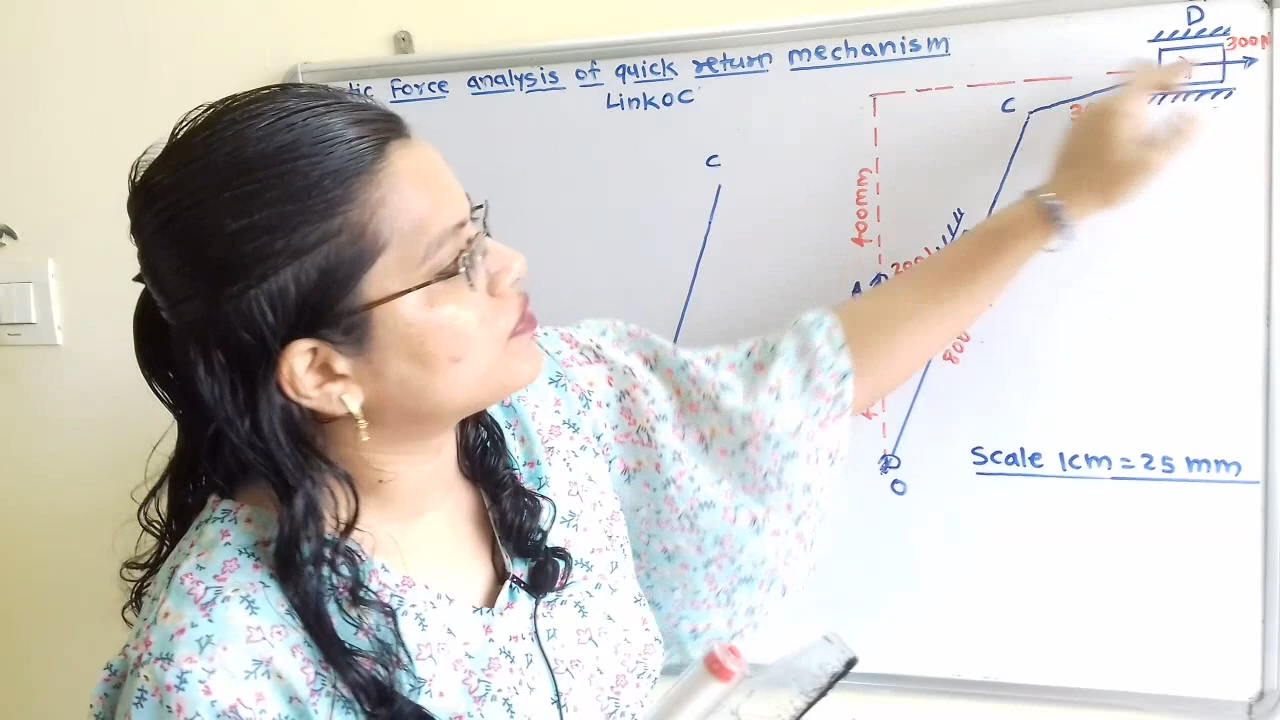 Force analysis of quick return mechanism
Link OC
D
300N
C
C
400mm
200
A
800
O
Scale 1cm = 25 mm